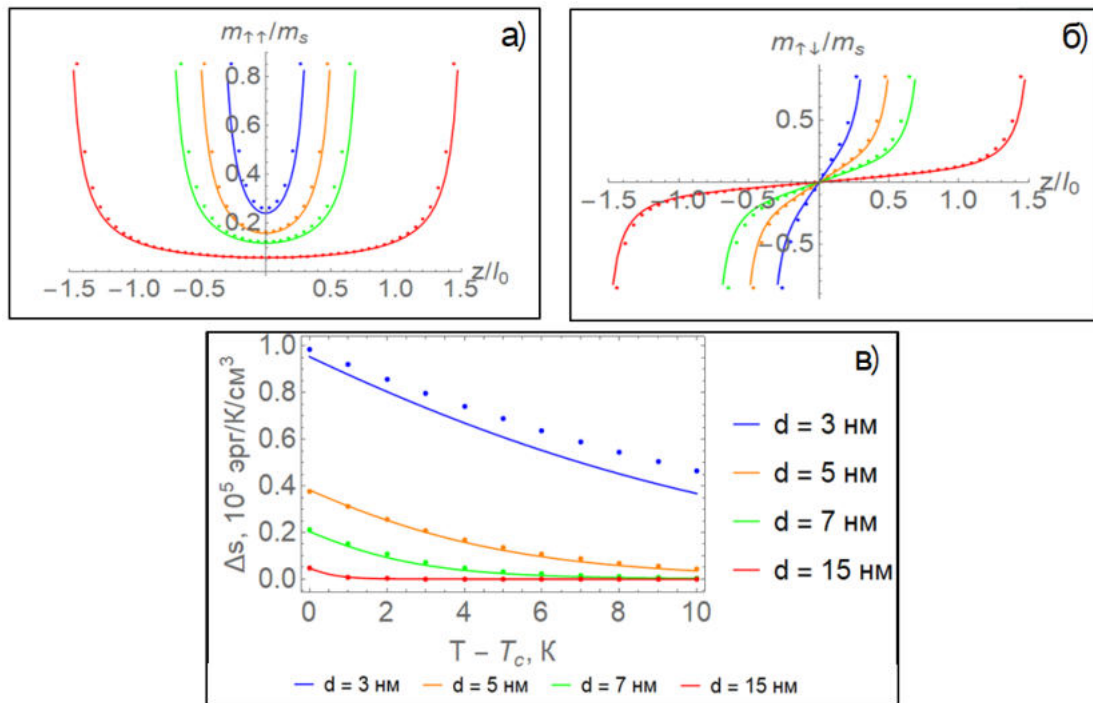 m↑↑/ms
а)
0.8
0.6
0.4
0.2
−1.5 −1.0 −0.5 0.5 1.0 1.5
z/l0
m↑↓/ms
б)
0.5
−1.5 −1.0 −0.5 0.5 1.0 1.5
z/l0
−0.5
в)
Δs, 10⁵ эрг/К/см³
1.0
0.8
0.6
0.4
0.2
0.0
0 2 4 6 8 10
T − Tc, К
d = 3 нм
d = 5 нм
d = 7 нм
d = 15 нм
d = 3 нм d = 5 нм d = 7 нм d = 15 нм